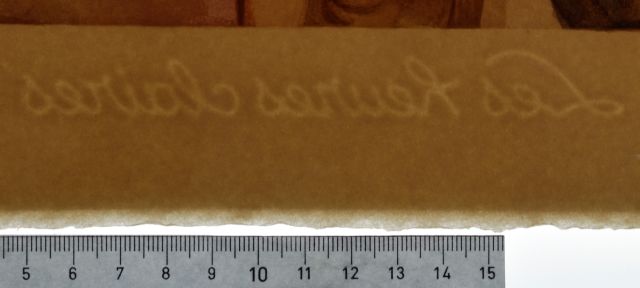 Les heures claires
5 6 7 8 9 10 11 12 13 14 15